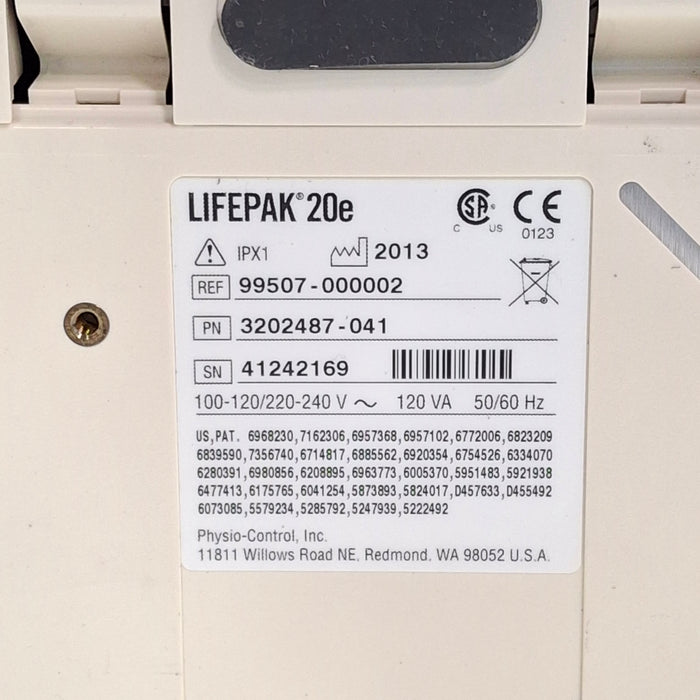 LIFEPAK® 20e
C SA® US CE 0123
IPX1 2013
REF 99507-000002
PN 3202487-041
SN 41242169
100-120/220-240 V ~ 120 VA 50/60 Hz
US,PAT. 6968230,7162306,6957368,6957102,6772006,6823209
6839590,7356740,6714817,6885562,6920354,6754526,6334070
6280391,6980856,6208895,6963773,6005370,5951483,5921938
6477413,6175765,6041254,5873893,5824017,D457633,D455492
6073085,5579234,5285792,5247939,5222492
Physio-Control, Inc.
11811 Willows Road NE, Redmond, WA 98052 U.S.A.